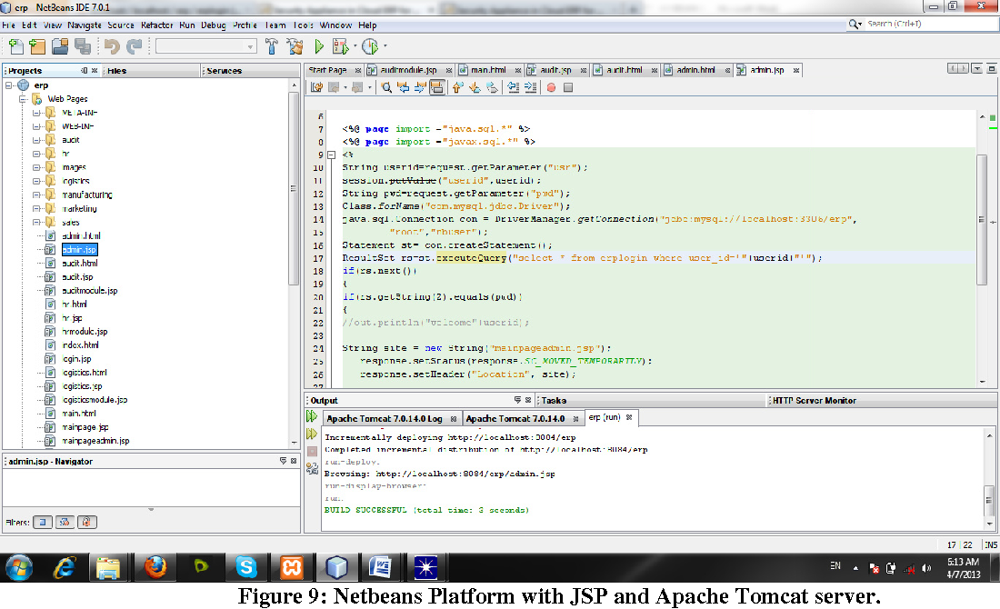 erp - NetBeans IDE 7.0.1
File Edit View Navigate Source Refactor Run Debug Profile Team Tools Window Help
Search (Ctrl+I)
Projects
Files
Services
Start Page
auditmodule.jsp
man.html
audit.jsp
audit.html
admin.html
admin.jsp
erp
Web Pages
META-INF
WEB-INF
audit
hr
images
logistics
manufacturing
marketing
sales
admin.html
admin.jsp
audit.html
audit.jsp
auditmodule.jsp
hr.html
hr.jsp
hrmodule.jsp
index.html
login.jsp
logistics.html
logistics.jsp
logisticsmodule.jsp
main.html
mainpage.jsp
mainpageadmin.jsp
6
7 <%@ page import ="java.sql.*" %>
8 <%@ page import ="javax.sql.*" %>
9 <%
10 String userid=request.getParameter("usr");
11 session.putValue("userid",userid);
12 String pwd=request.getParameter("pwd");
13 Class.forName("com.mysql.jdbc.Driver");
14 java.sql.Connection con = DriverManager.getConnection("jdbc:mysql://localhost:3306/erp",
15 "root","dbuser");
16 Statement st= con.createStatement();
17 ResultSet rs=st.executeQuery("select * from erplogin where user_id='"+userid+"'");
18 if(rs.next())
19 {
20 if(rs.getString(2).equals(pwd))
21 {
22 //out.println("welcome"+userid);
23
24 String site = new String("mainpageadmin.jsp");
25 response.setStatus(response.SC_MOVED_TEMPORARILY);
26 response.setHeader("Location", site);
27
Output
Tasks
HTTP Server Monitor
Apache Tomcat 7.0.14.0 Log
Apache Tomcat 7.0.14.0
erp (run)
Incrementally deploying http://localhost:8084/erp
Completed incremental distribution of http://localhost:8084/erp
run-deploy:
Browsing: http://localhost:8084/erp/admin.jsp
run-display-browser:
run:
BUILD SUCCESSFUL (total time: 3 seconds)
admin.jsp - Navigator
Filters:
17 22 INS
EN
6:13 AM
4/7/2013
Figure 9: Netbeans Platform with JSP and Apache Tomcat server.